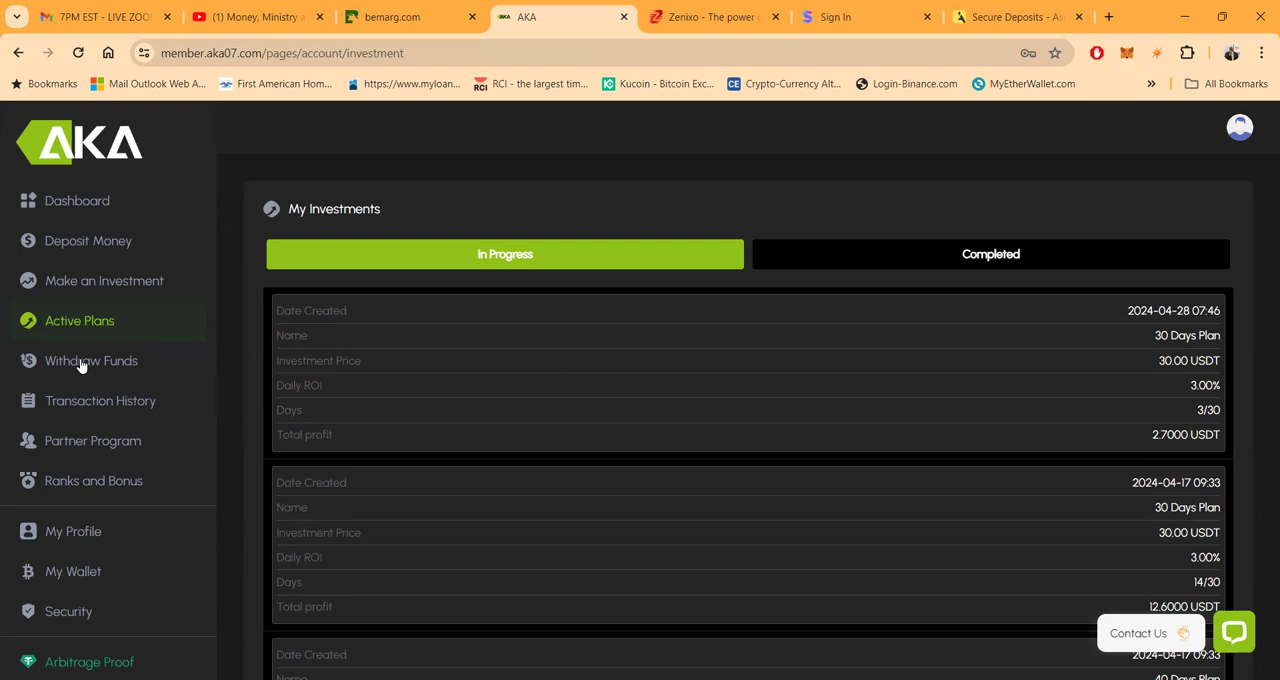 7PM EST - LIVE ZOO
(1) Money, Ministry a
bemarg.com
AKA
Zenixo - The power o
Sign In
Secure Deposits - As
member.aka07.com/pages/account/investment
Bookmarks
Mail Outlook Web A...
First American Hom...
https://www.myloan...
RCI - the largest tim...
Kucoin - Bitcoin Exc...
Crypto-Currency Alt...
Login-Binance.com
MyEtherWallet.com
All Bookmarks
AKA
Dashboard
Deposit Money
Make an Investment
Active Plans
Withdraw Funds
Transaction History
Partner Program
Ranks and Bonus
My Profile
My Wallet
Security
Arbitrage Proof
My Investments
In Progress
Completed
Date Created 2024-04-28 07:46
Name 30 Days Plan
Investment Price 30.00 USDT
Daily ROI 3.00%
Days 3/30
Total profit 2.7000 USDT
Date Created 2024-04-17 09:33
Name 30 Days Plan
Investment Price 30.00 USDT
Daily ROI 3.00%
Days 14/30
Total profit 12.6000 USDT
Date Created 2024-04-17 09:33
Name 40 Days Plan
Contact Us